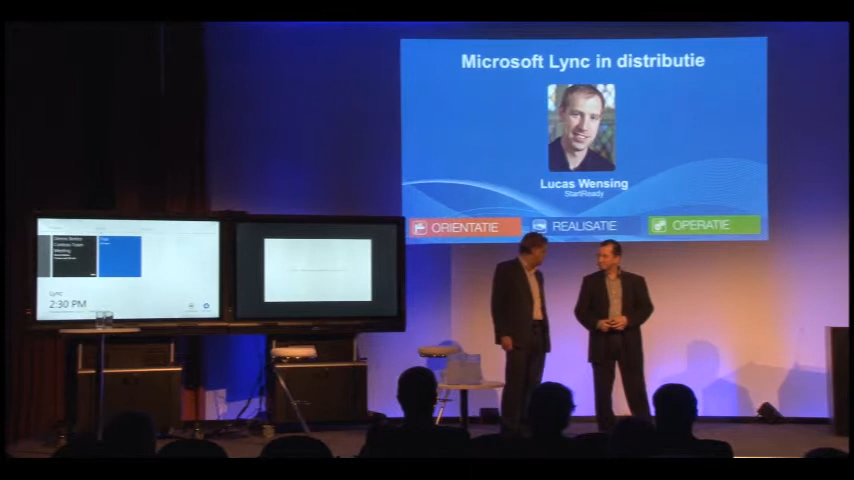 Microsoft Lync in distributie
Lucas Wensing
StartReady
ORIENTATIE
REALISATIE
OPERATIE
Lync
2:30 PM